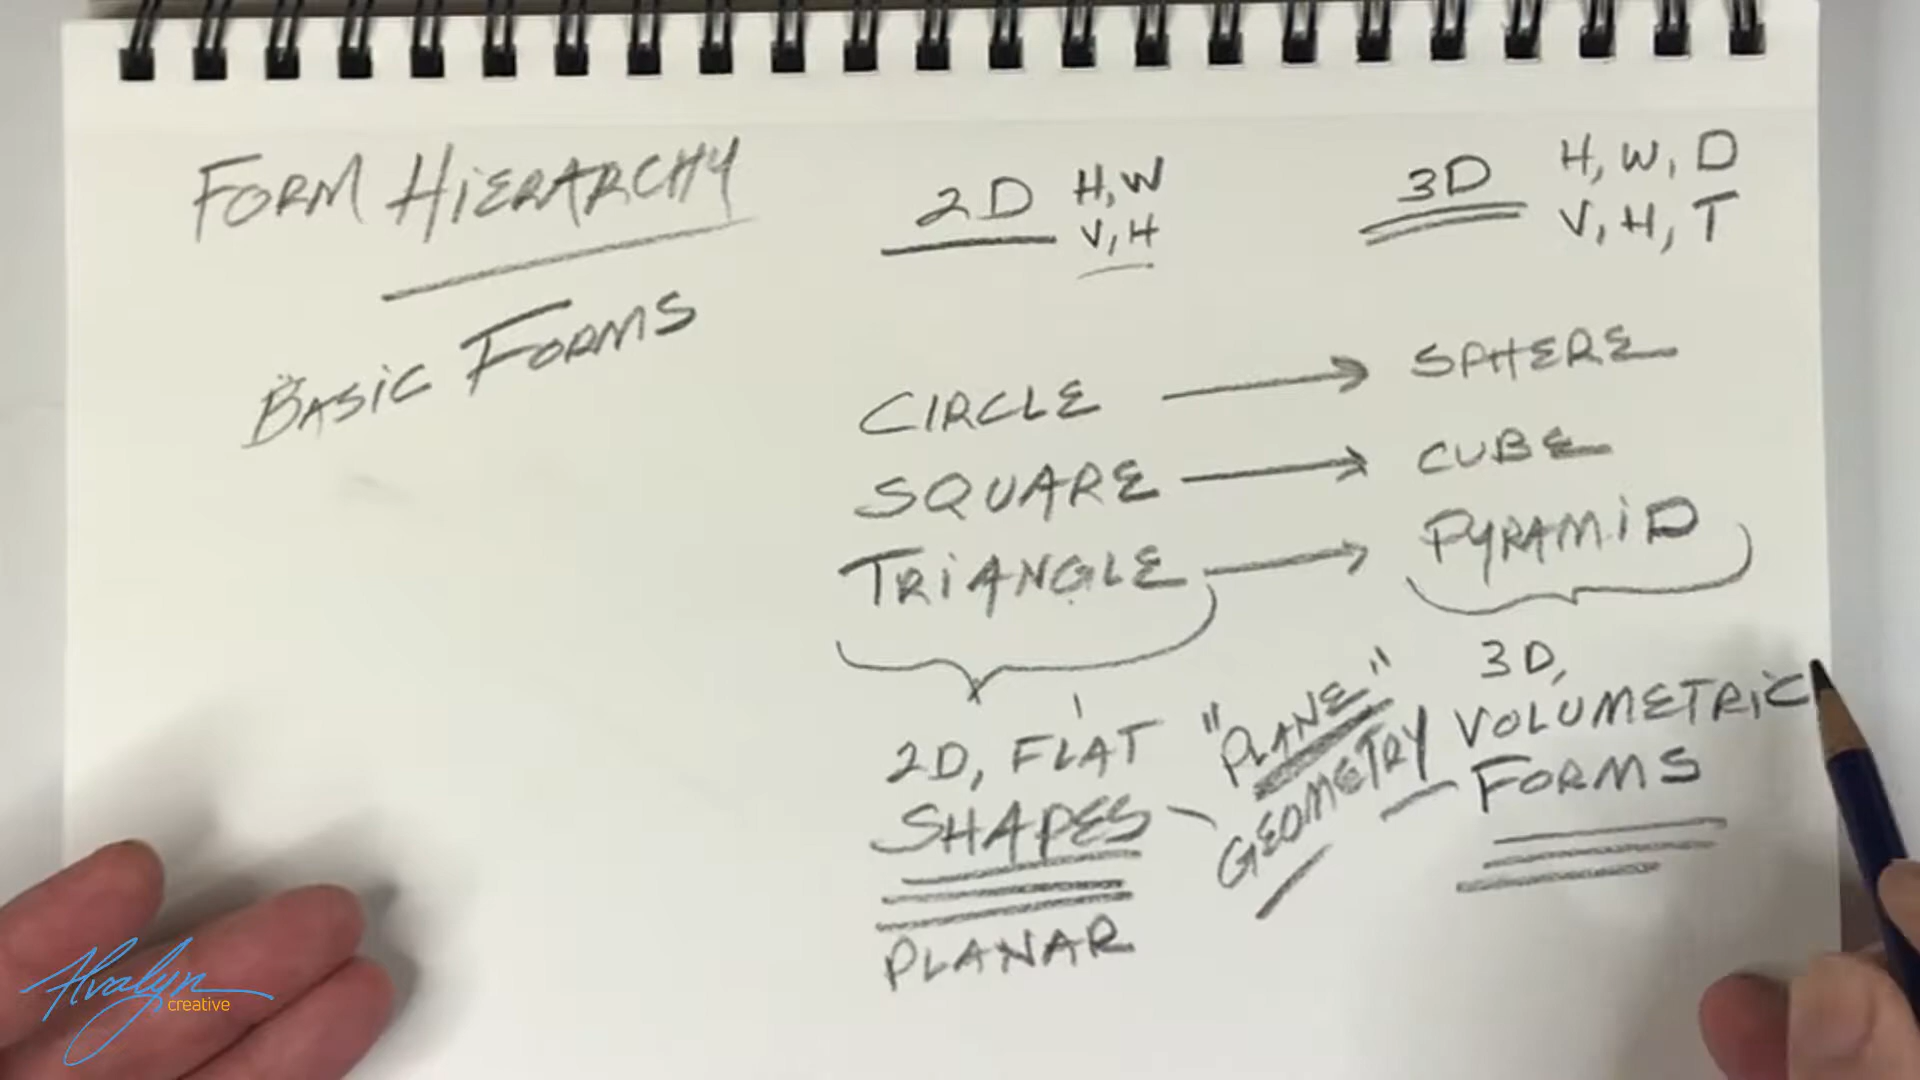 FORM HIERARCHY
BASIC FORMS
2D H, W
V, H
3D H, W, D
V, H, T
CIRCLE → SPHERE
SQUARE → CUBE
TRIANGLE → PYRAMID
2D, FLAT
SHAPES
PLANAR
"PLANE"
GEOMETRY
3D,
VOLUMETRIC
FORMS
Alvalyn
creative